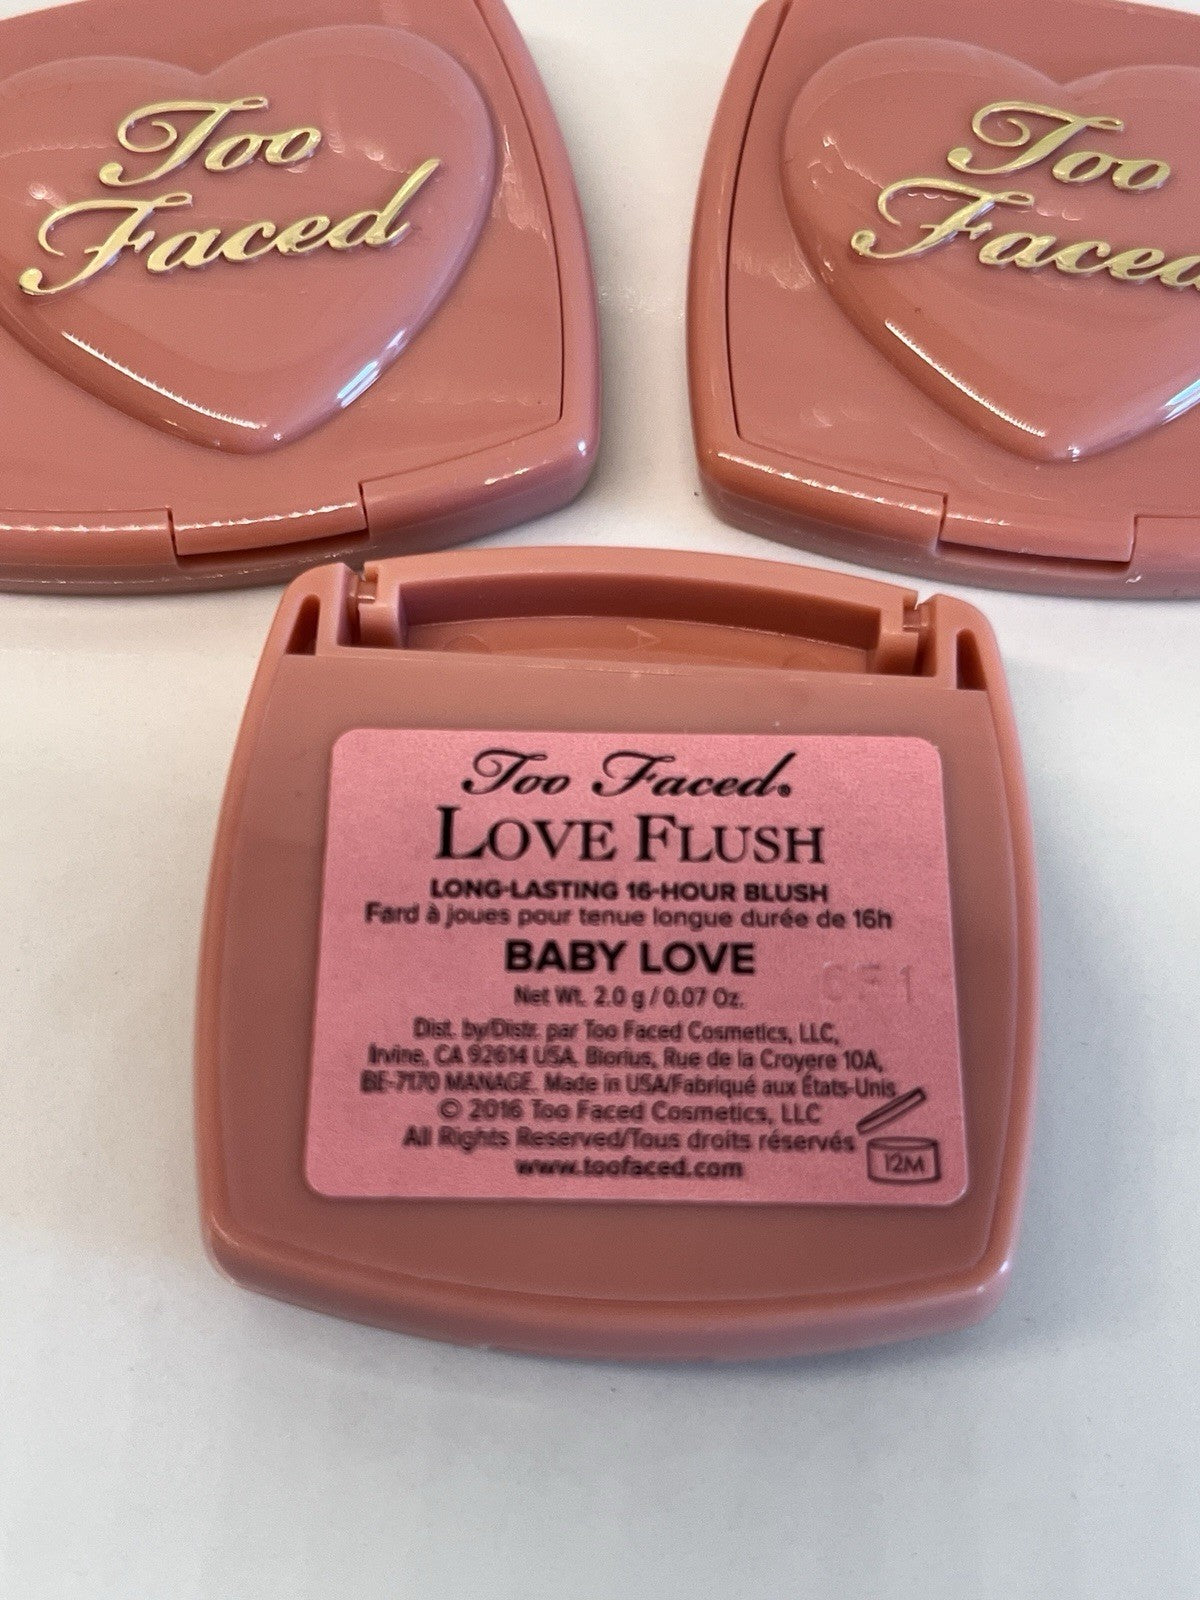 Too
Faced
Too
Faced
Too Faced®
LOVE FLUSH
LONG-LASTING 16-HOUR BLUSH
Fard à joues pour tenue longue durée de 16h
BABY LOVE
Net Wt. 2.0 g / 0.07 Oz.
Dist. by/Distr. par Too Faced Cosmetics, LLC,
Irvine, CA 92614 USA. Biorius, Rue de la Croyere 10A,
BE-7170 MANAGE. Made in USA/Fabriqué aux États-Unis
© 2016 Too Faced Cosmetics, LLC
All Rights Reserved/Tous droits réservés
www.toofaced.com
12M